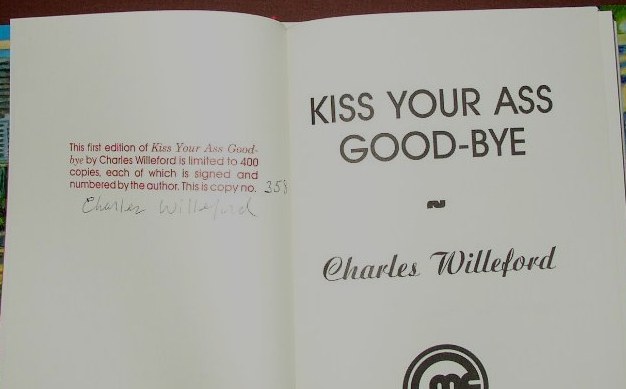 This first edition of Kiss Your Ass Good-
bye by Charles Willeford is limited to 400
copies, each of which is signed and
numbered by the author. This is copy no. 358
Charles Willeford
KISS YOUR ASS
GOOD-BYE
Charles Willeford